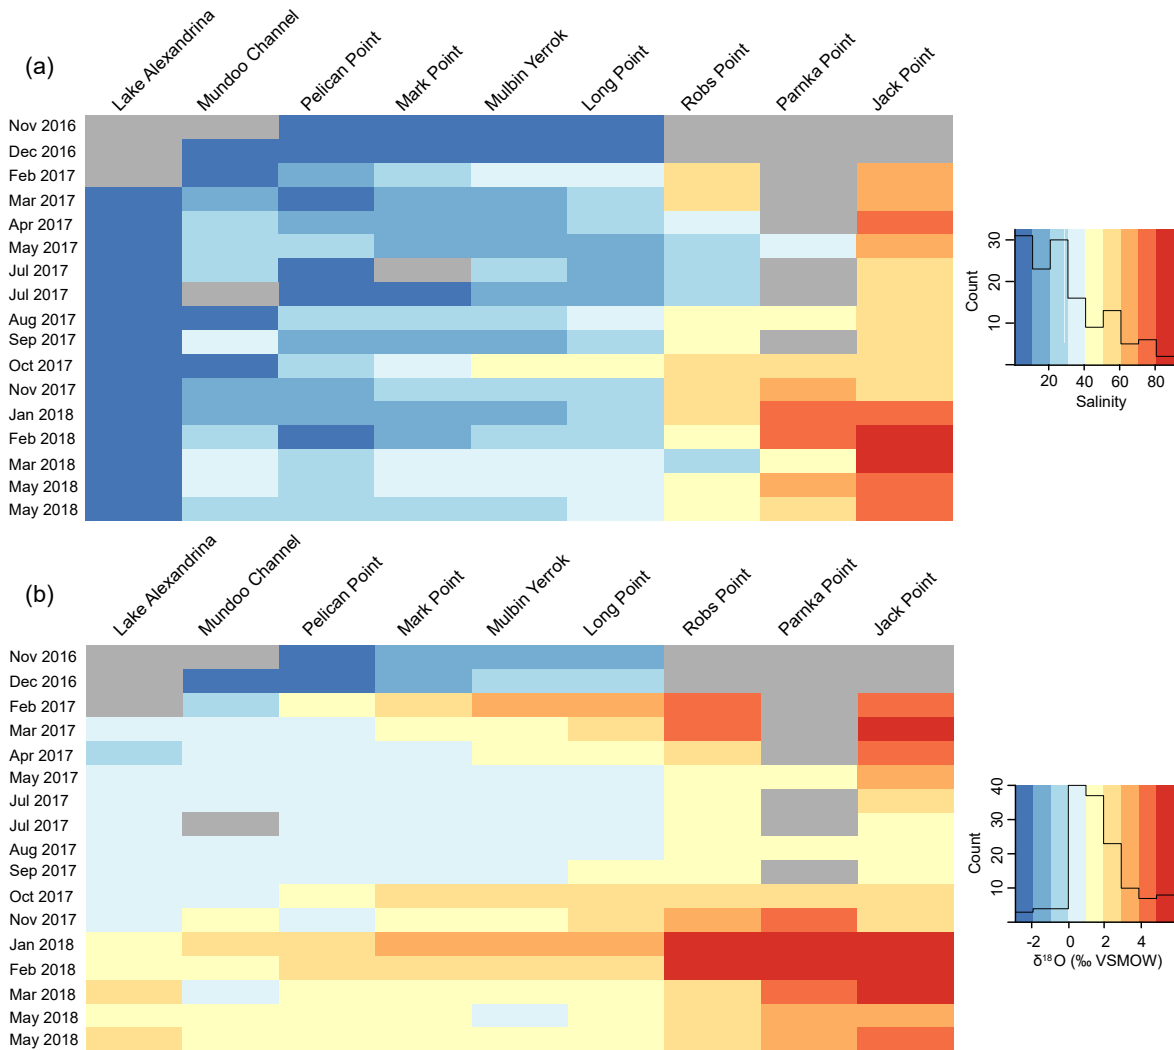 (a)
Lake Alexandrina
Mundoo Channel
Pelican Point
Mark Point
Mulbin Yerrok
Long Point
Robs Point
Parnka Point
Jack Point
Nov 2016
Dec 2016
Feb 2017
Mar 2017
Apr 2017
May 2017
Jul 2017
Jul 2017
Aug 2017
Sep 2017
Oct 2017
Nov 2017
Jan 2018
Feb 2018
Mar 2018
May 2018
May 2018
Count
10 20 30
20 40 60 80
Salinity
(b)
Lake Alexandrina
Mundoo Channel
Pelican Point
Mark Point
Mulbin Yerrok
Long Point
Robs Point
Parnka Point
Jack Point
Nov 2016
Dec 2016
Feb 2017
Mar 2017
Apr 2017
May 2017
Jul 2017
Jul 2017
Aug 2017
Sep 2017
Oct 2017
Nov 2017
Jan 2018
Feb 2018
Mar 2018
May 2018
May 2018
Count
10 20 30 40
-2 0 2 4
δ¹⁸O (‰ VSMOW)